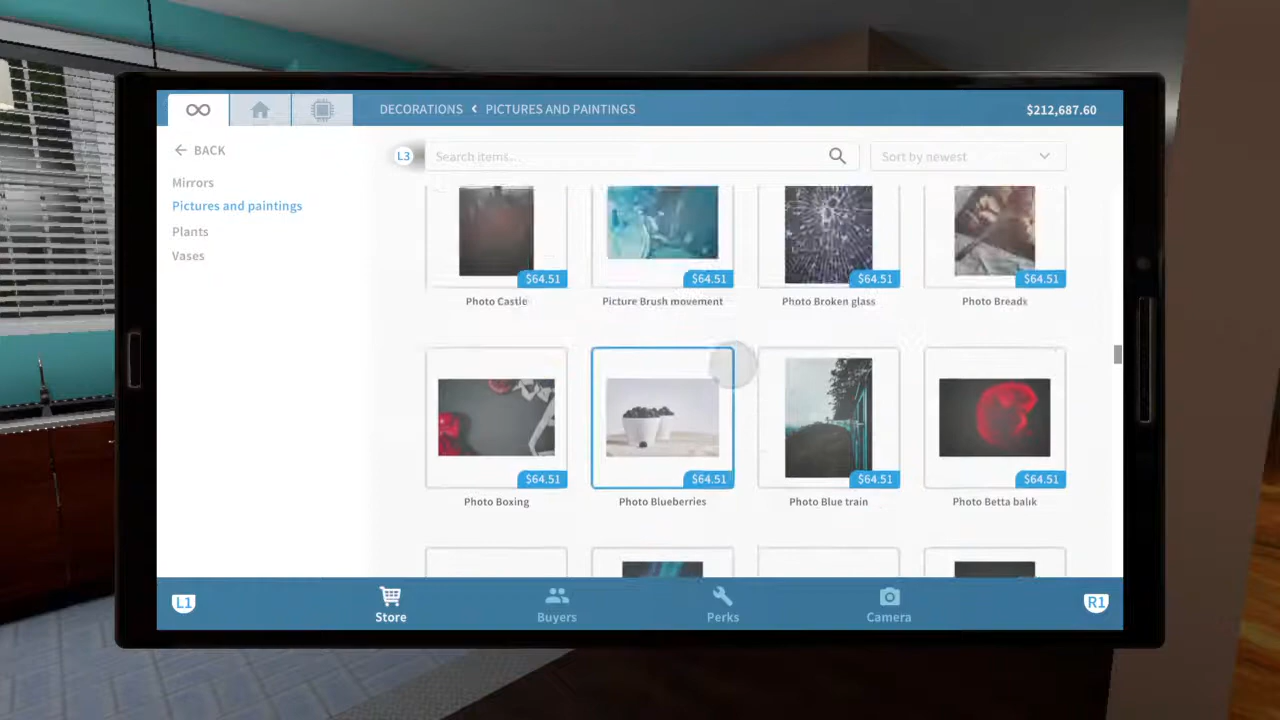 DECORATIONS < PICTURES AND PAINTINGS
$212,687.60
BACK
L3
Search items...
Sort by newest
Mirrors
Pictures and paintings
Plants
Vases
$64.51
$64.51
$64.51
$64.51
Photo Castle
Picture Brush movement
Photo Broken glass
Photo Breads
$64.51
$64.51
$64.51
$64.51
Photo Boxing
Photo Blueberries
Photo Blue train
Photo Betta balık
L1
Store
Buyers
Perks
Camera
R1